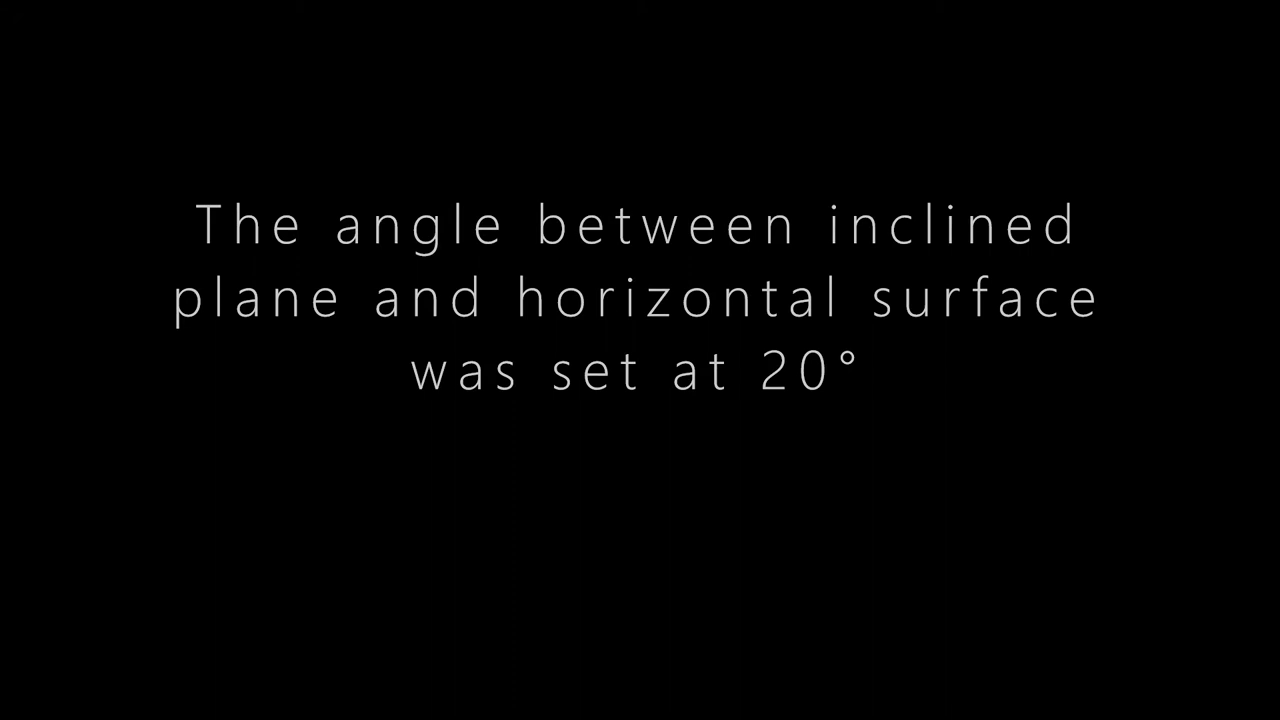 The angle between inclined
plane and horizontal surface
was set at 20°